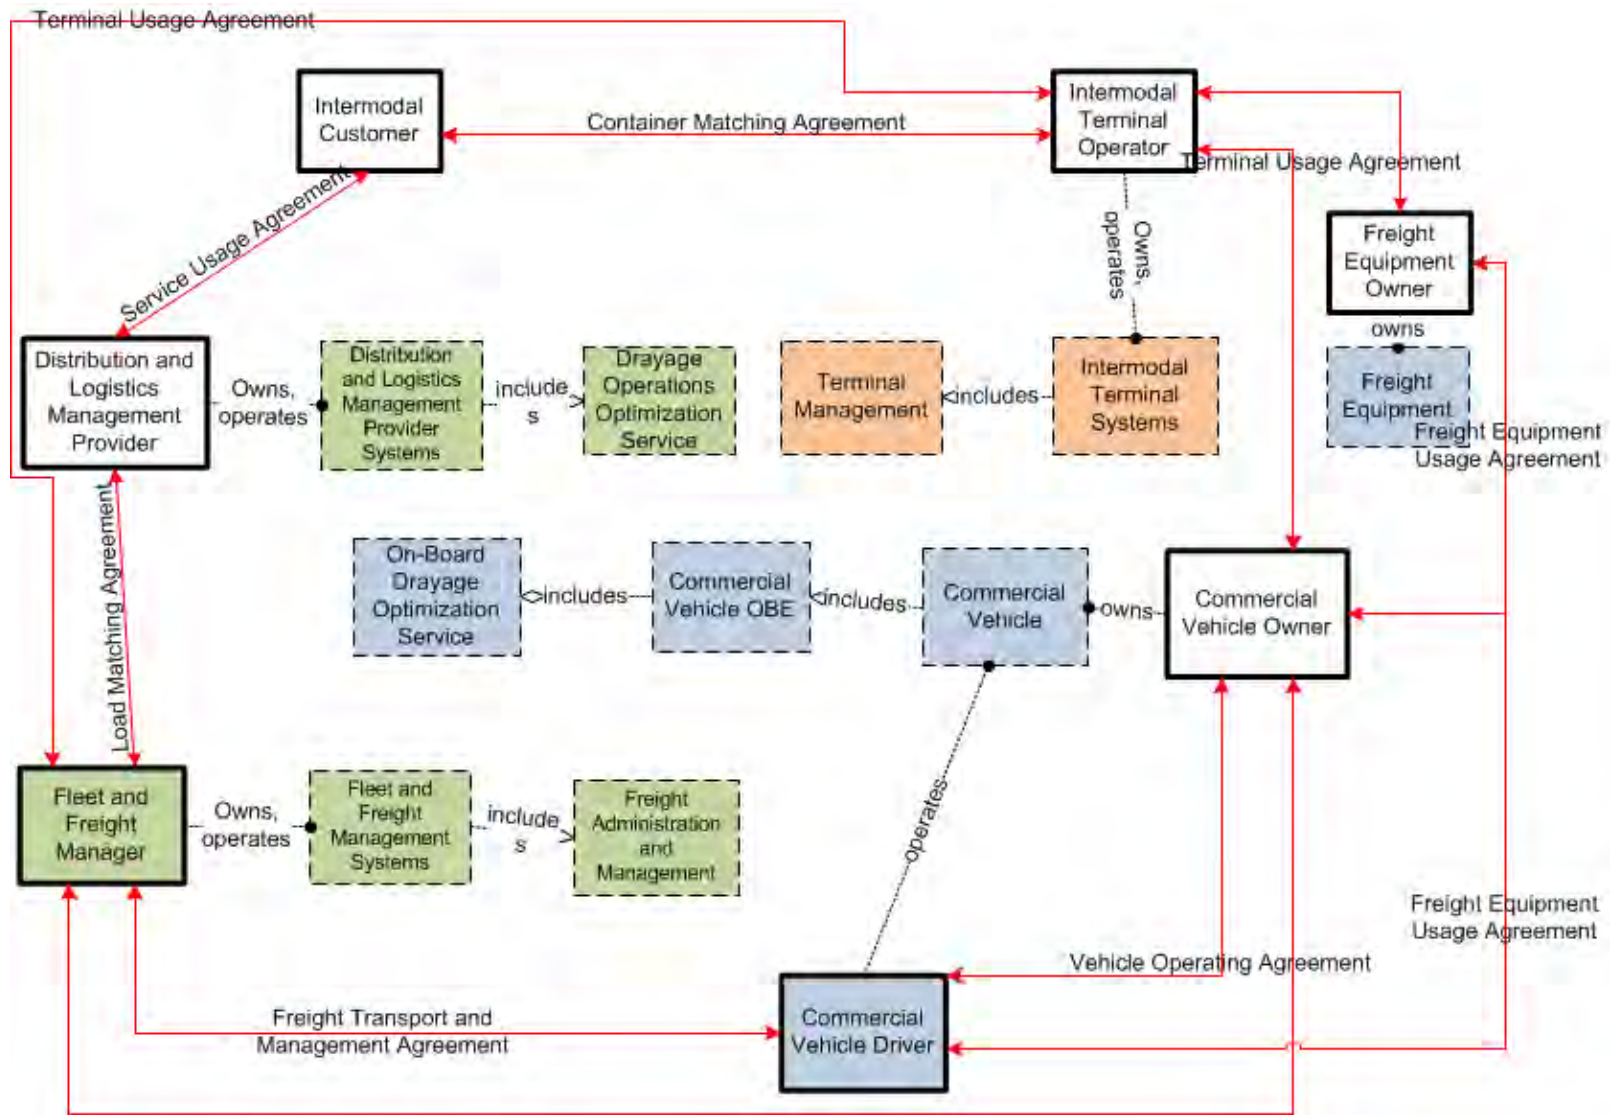 Terminal Usage Agreement
Intermodal
Customer
Container Matching Agreement
Intermodal
Terminal
Operator
Terminal Usage Agreement
Service Usage Agreement
Owns,
operates
Freight
Equipment
Owner
owns
Freight
Equipment
Freight Equipment
Usage Agreement
Distribution and
Logistics
Management
Provider
Owns,
operates
Distribution
and Logistics
Management
Provider
Systems
include
s
Drayage
Operations
Optimization
Service
Terminal
Management
includes
Intermodal
Terminal
Systems
Load Matching Agreement
On-Board
Drayage
Optimization
Service
includes
Commercial
Vehicle OBE
includes
Commercial
Vehicle
owns
Commercial
Vehicle Owner
Fleet and
Freight
Manager
Owns,
operates
Fleet and
Freight
Management
Systems
include
s
Freight
Administration
and
Management
operates
Freight Equipment
Usage Agreement
Vehicle Operating Agreement
Freight Transport and
Management Agreement
Commercial
Vehicle Driver